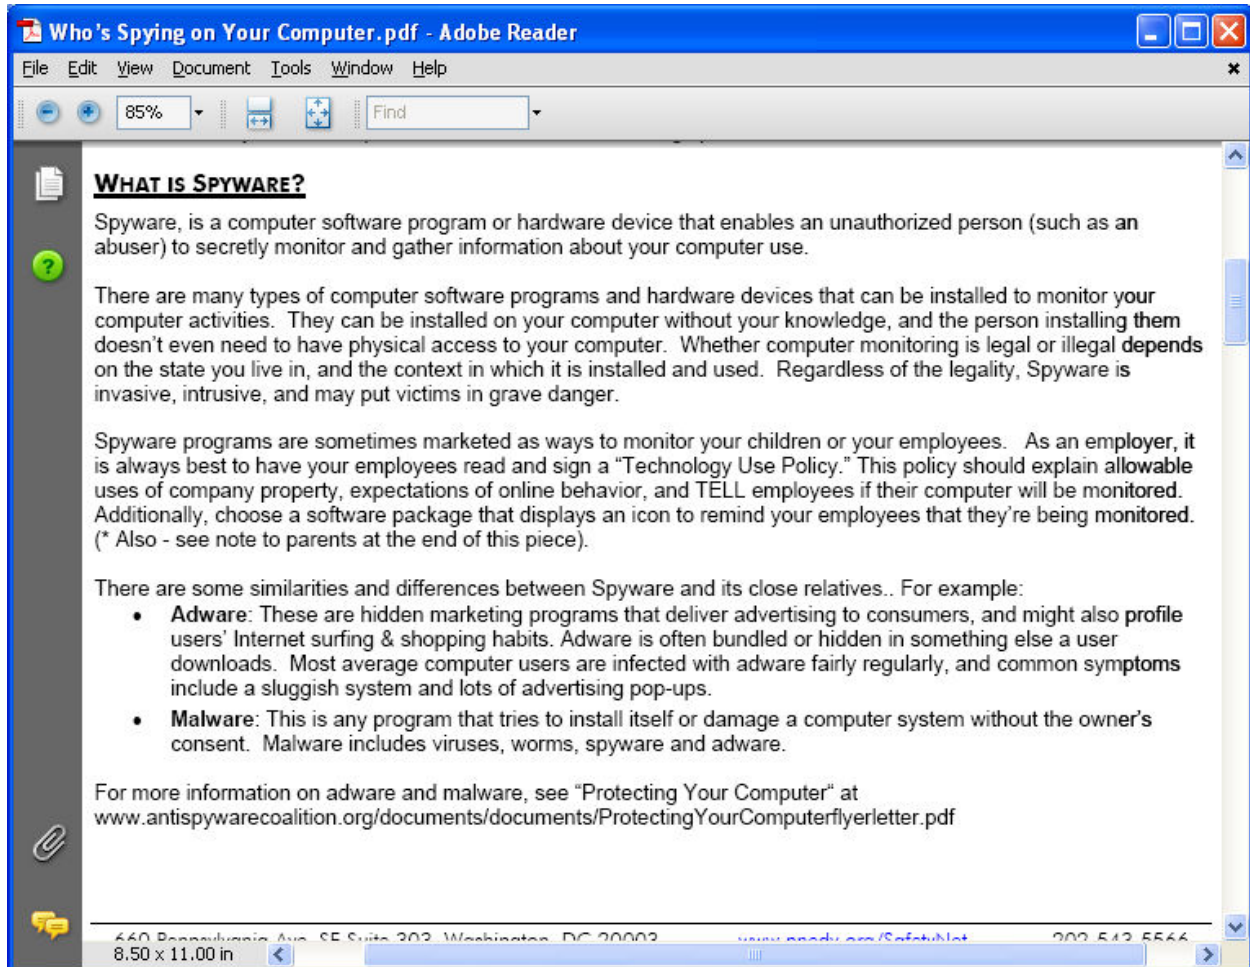 Who's Spying on Your Computer.pdf - Adobe Reader
File Edit View Document Tools Window Help
85% Find
WHAT IS SPYWARE?
Spyware, is a computer software program or hardware device that enables an unauthorized person (such as an
abuser) to secretly monitor and gather information about your computer use.
There are many types of computer software programs and hardware devices that can be installed to monitor your
computer activities. They can be installed on your computer without your knowledge, and the person installing them
doesn't even need to have physical access to your computer. Whether computer monitoring is legal or illegal depends
on the state you live in, and the context in which it is installed and used. Regardless of the legality, Spyware is
invasive, intrusive, and may put victims in grave danger.
Spyware programs are sometimes marketed as ways to monitor your children or your employees. As an employer, it
is always best to have your employees read and sign a “Technology Use Policy.” This policy should explain allowable
uses of company property, expectations of online behavior, and TELL employees if their computer will be monitored.
Additionally, choose a software package that displays an icon to remind your employees that they're being monitored.
(* Also - see note to parents at the end of this piece).
There are some similarities and differences between Spyware and its close relatives.. For example:
• Adware: These are hidden marketing programs that deliver advertising to consumers, and might also profile
users' Internet surfing & shopping habits. Adware is often bundled or hidden in something else a user
downloads. Most average computer users are infected with adware fairly regularly, and common symptoms
include a sluggish system and lots of advertising pop-ups.
• Malware: This is any program that tries to install itself or damage a computer system without the owner's
consent. Malware includes viruses, worms, spyware and adware.
For more information on adware and malware, see “Protecting Your Computer“ at
www.antispywarecoalition.org/documents/documents/ProtectingYourComputerflyerletter.pdf
660 Pennsylvania Ave, SE Suite 303 Washington, DC 20003 www.nnedv.org/SafetyNet 202-543-5566
8.50 x 11.00 in